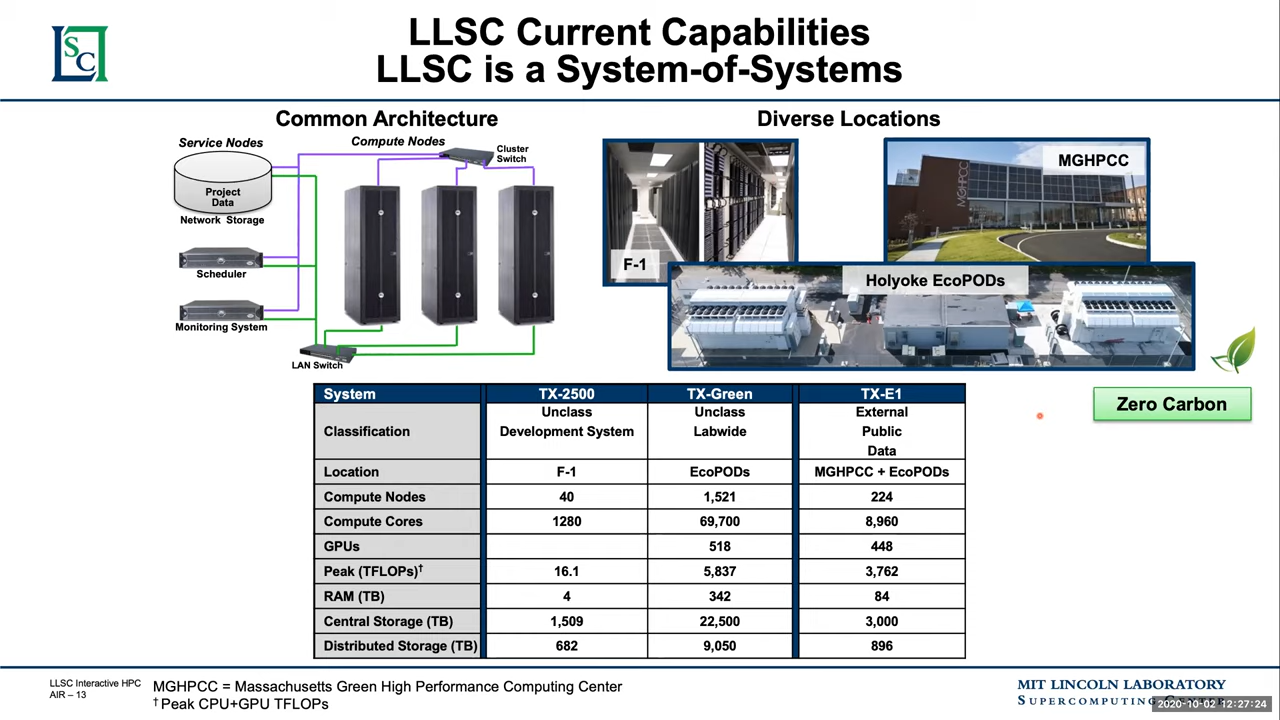 LSC
LLSC Current Capabilities
LLSC is a System-of-Systems
Common Architecture
Service Nodes
Compute Nodes
Cluster
Switch
Project
Data
Network Storage
Scheduler
Monitoring System
LAN Switch
Diverse Locations
MGHPCC
MGHPCC
F-1
Holyoke EcoPODs
Zero Carbon
System TX-2500 TX-Green TX-E1
Classification Unclass Development System Unclass Labwide External Public Data
Location F-1 EcoPODs MGHPCC + EcoPODs
Compute Nodes 40 1,521 224
Compute Cores 1280 69,700 8,960
GPUs 518 448
Peak (TFLOPs)† 16.1 5,837 3,762
RAM (TB) 4 342 84
Central Storage (TB) 1,509 22,500 3,000
Distributed Storage (TB) 682 9,050 896
LLSC Interactive HPC
AIR – 13
MGHPCC = Massachusetts Green High Performance Computing Center
†Peak CPU+GPU TFLOPs
MIT LINCOLN LABORATORY
SUPERCOMPUTING CENTER
2020-10-02 12:27:24